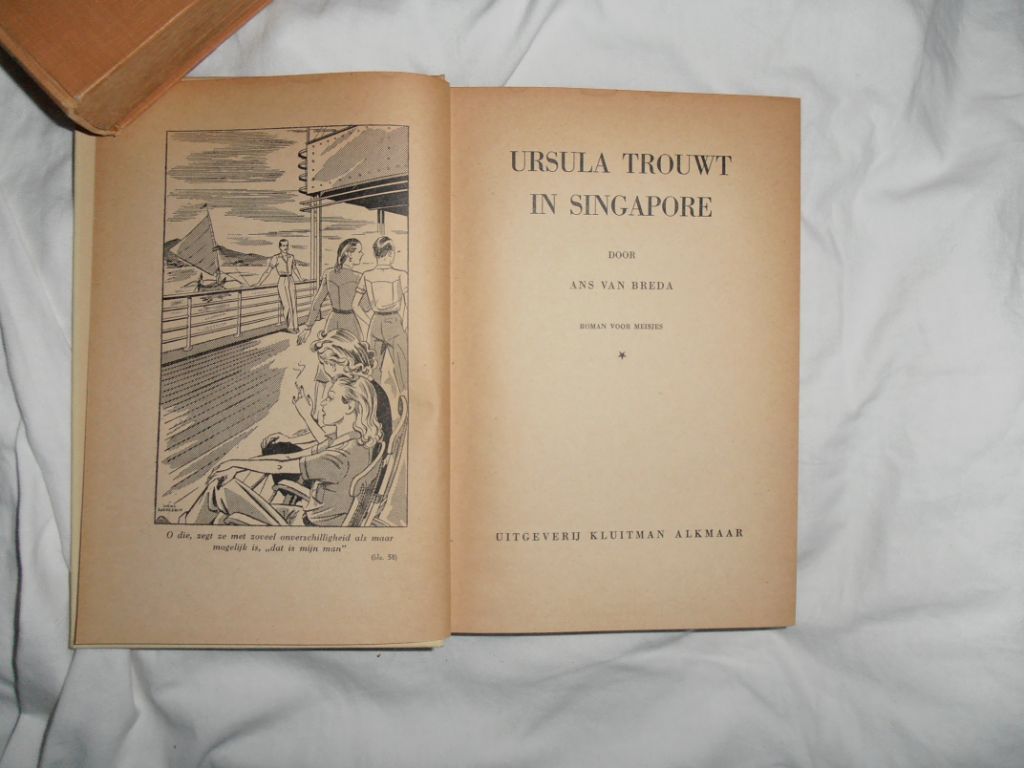 O die, zegt ze met zoveel onverschilligheid als maar
mogelijk is, „dat is mijn man”
(blz. 58)
URSULA TROUWT
IN SINGAPORE
DOOR
ANS VAN BREDA
ROMAN VOOR MEISJES
UITGEVERIJ KLUITMAN ALKMAAR